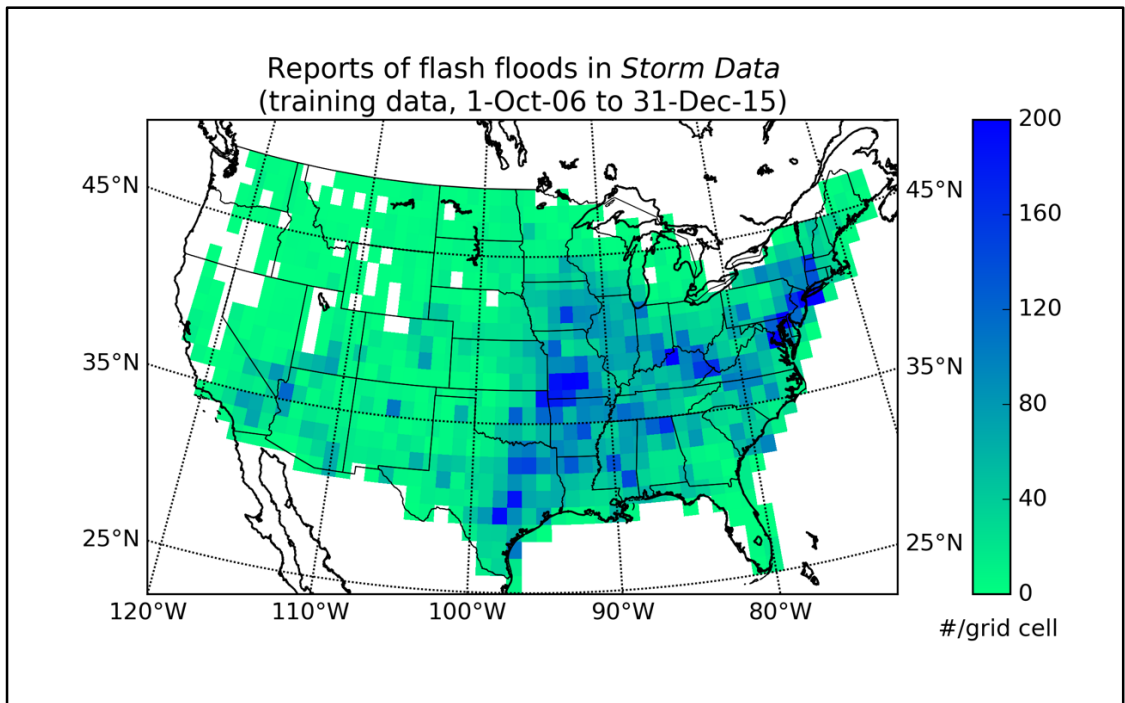 Reports of flash floods in Storm Data
(training data, 1-Oct-06 to 31-Dec-15)
200
45°N
45°N
160
120
35°N
35°N
80
40
25°N
25°N
0
120°W 110°W 100°W 90°W 80°W
#/grid cell